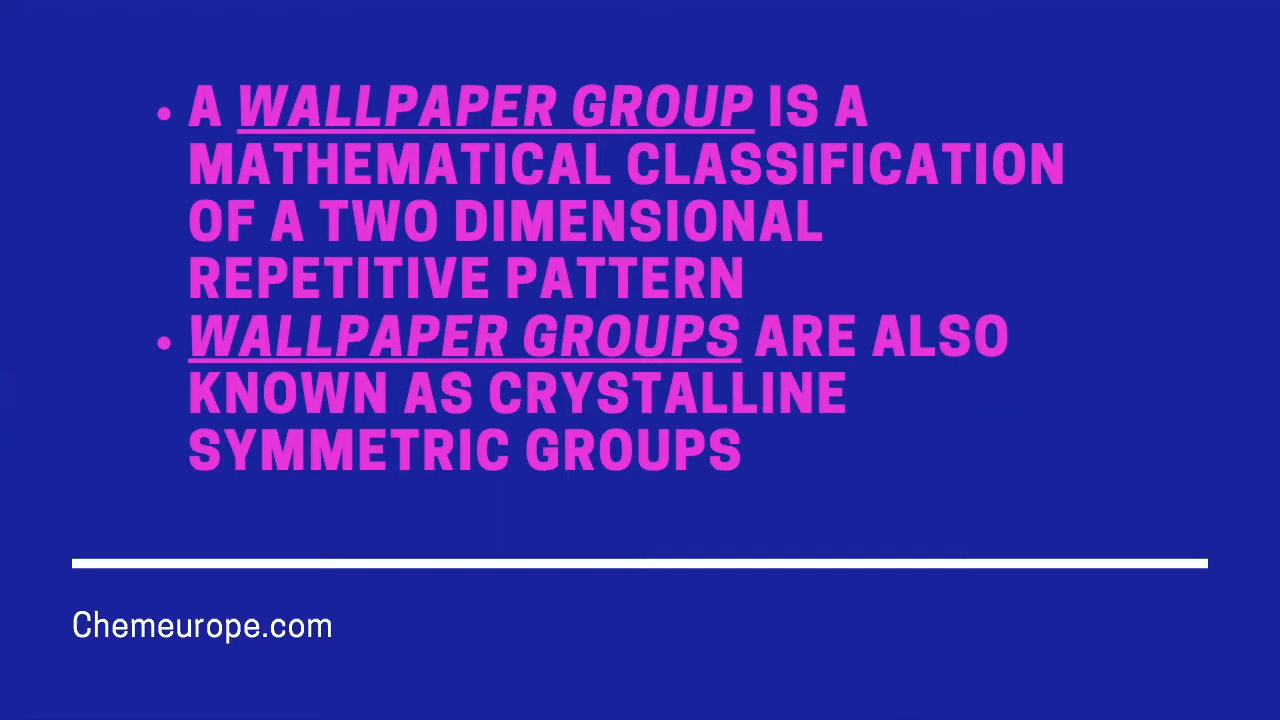 • A WALLPAPER GROUP IS A
MATHEMATICAL CLASSIFICATION
OF A TWO DIMENSIONAL
REPETITIVE PATTERN
• WALLPAPER GROUPS ARE ALSO
KNOWN AS CRYSTALLINE
SYMMETRIC GROUPS
Chemeurope.com